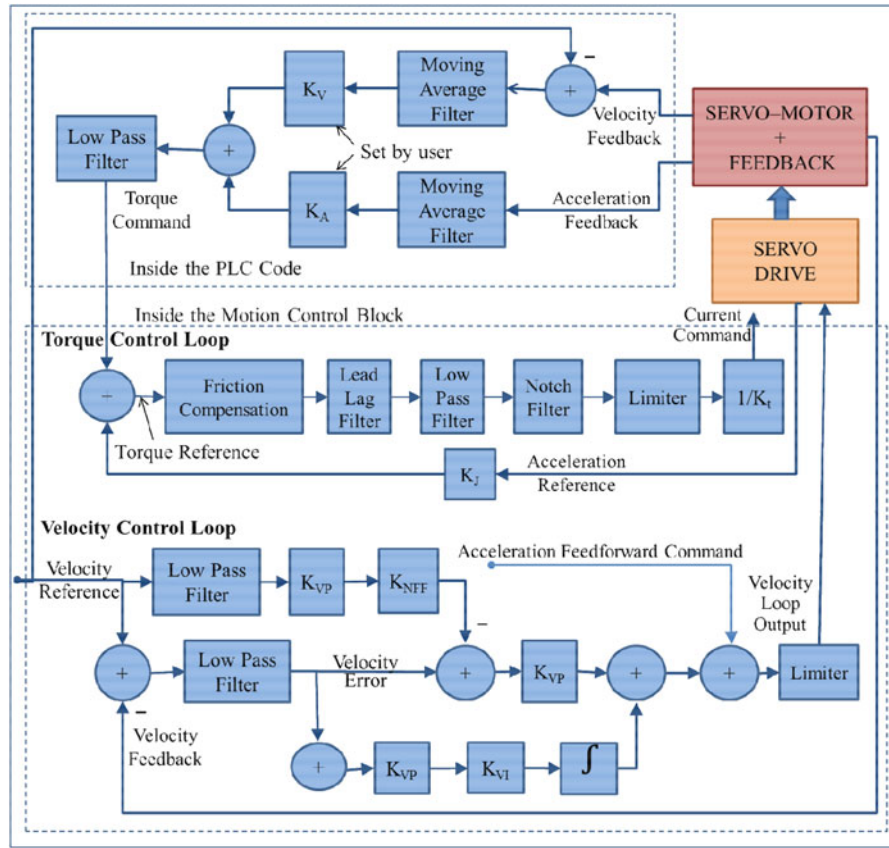 K_V
Moving
Average
Filter
−
+
Velocity
Feedback
SERVO–MOTOR
+
FEEDBACK
Low Pass
Filter
+
Set by user
Torque
Command
K_A
Moving
Average
Filter
Acceleration
Feedback
SERVO
DRIVE
Inside the PLC Code
Inside the Motion Control Block
Current
Command
Torque Control Loop
+
Friction
Compensation
Lead
Lag
Filter
Low
Pass
Filter
Notch
Filter
Limiter
1/K_t
Torque Reference
K_J
Acceleration
Reference
Velocity Control Loop
Velocity
Reference
Low Pass
Filter
K_VP
K_NFF
Acceleration Feedforward Command
−
Velocity
Loop
Output
+
Low Pass
Filter
Velocity
Error
+
K_VP
+
+
Limiter
−
Velocity
Feedback
+
K_VP
K_VI
∫